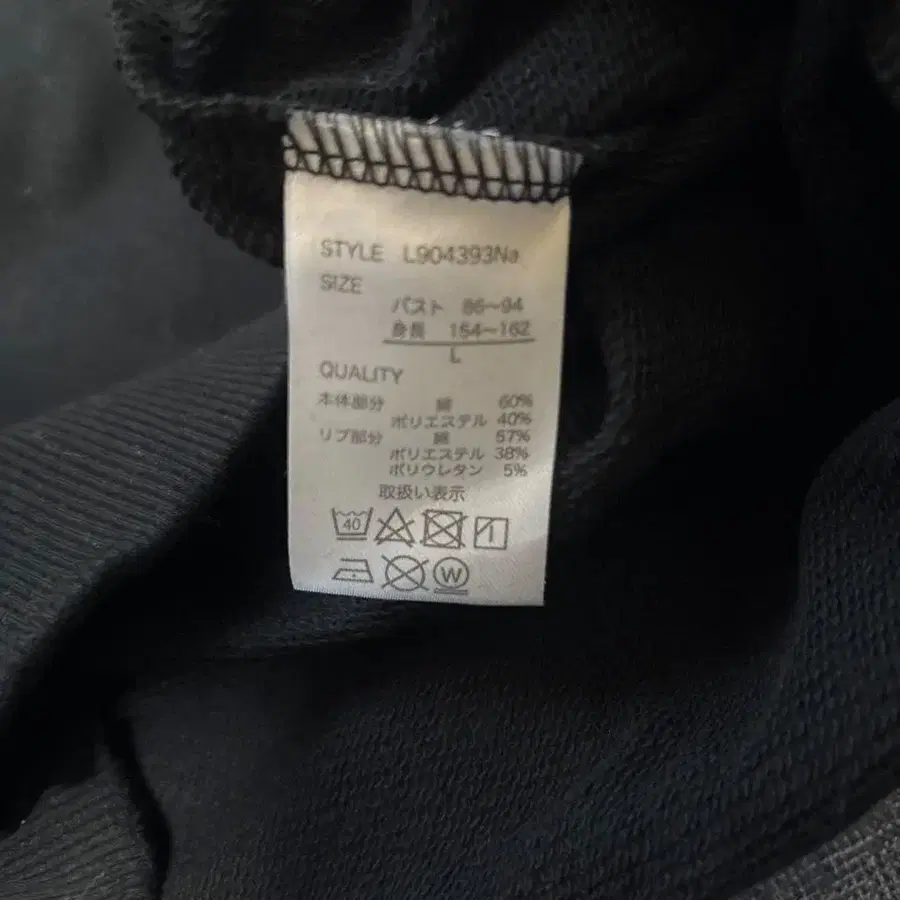 STYLE L904393Na
SIZE
バスト 86~94
身長 154~162
L
QUALITY
本体部分 綿 60%
ポリエステル 40%
リブ部分 綿 57%
ポリエステル 38%
ポリウレタン 5%
取扱い表示
40
W